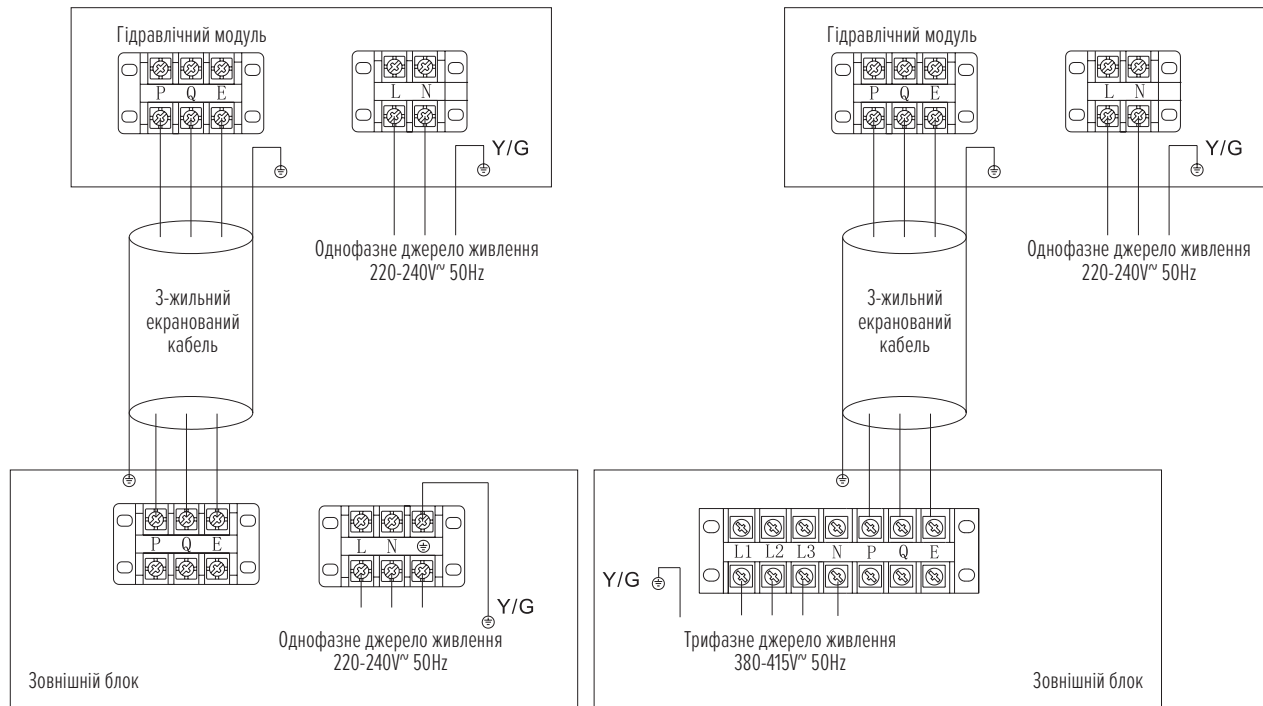 Гідравлічний модуль
P Q E
L N
Y/G
Однофазне джерело живлення
220-240V~ 50Hz
3-жильний
екранований
кабель
P Q E
L N
Y/G
Однофазне джерело живлення
220-240V~ 50Hz
Зовнішній блок
Гідравлічний модуль
P Q E
L N
Y/G
Однофазне джерело живлення
220-240V~ 50Hz
3-жильний
екранований
кабель
L1 L2 L3 N P Q E
Y/G
Трифазне джерело живлення
380-415V~ 50Hz
Зовнішній блок